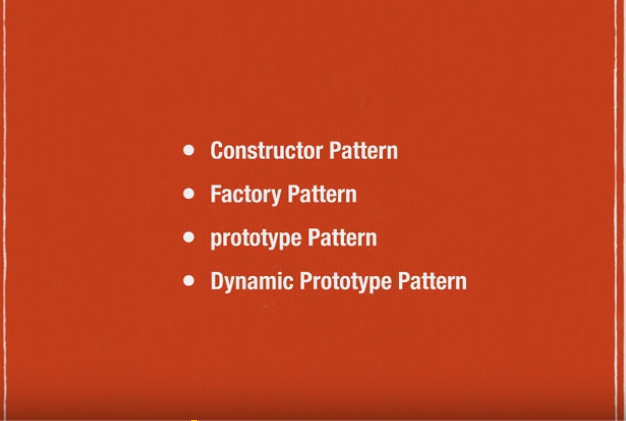 • Constructor Pattern
• Factory Pattern
• prototype Pattern
• Dynamic Prototype Pattern